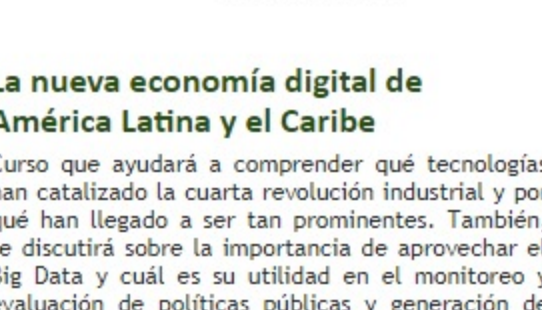 La nueva economía digital de
América Latina y el Caribe
Curso que ayudará a comprender qué tecnologías
han catalizado la cuarta revolución industrial y por
qué han llegado a ser tan prominentes. También,
se discutirá sobre la importancia de aprovechar el
Big Data y cuál es su utilidad en el monitoreo y
evaluación de políticas públicas y generación de